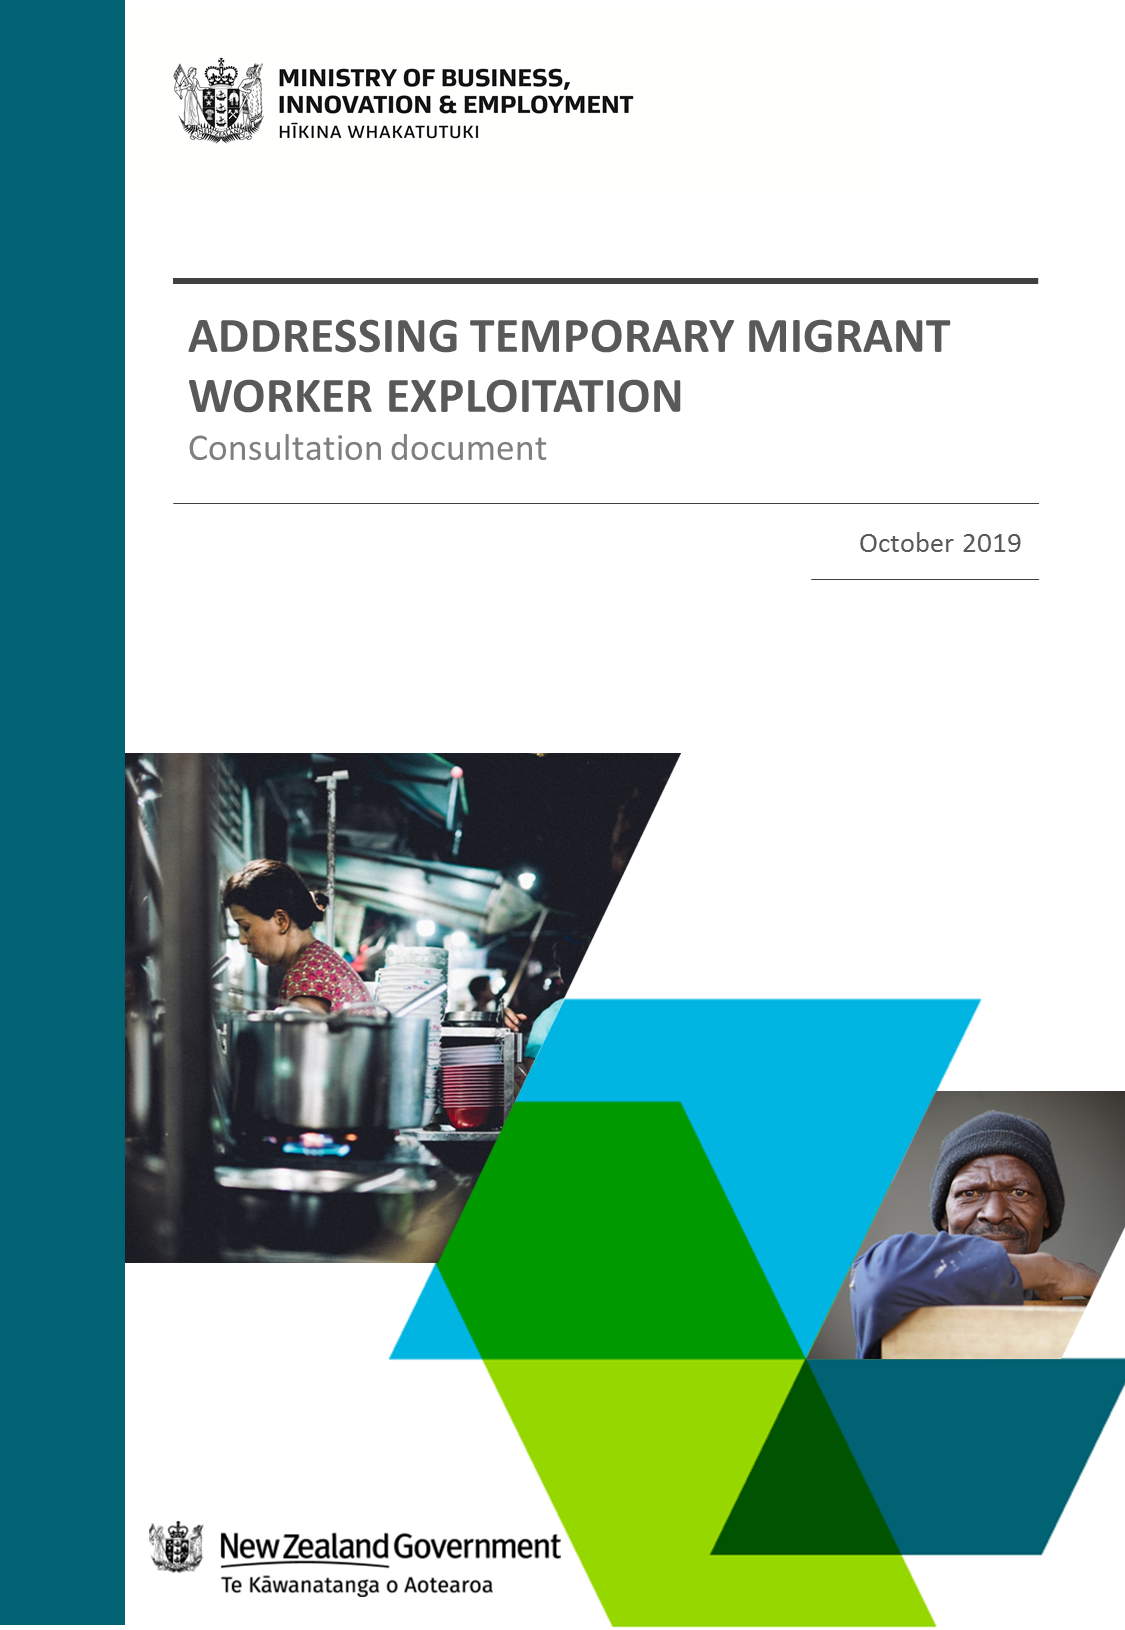 MINISTRY OF BUSINESS,
INNOVATION & EMPLOYMENT
HĪKINA WHAKATUTUKI
ADDRESSING TEMPORARY MIGRANT
WORKER EXPLOITATION
Consultation document
October 2019
New Zealand Government
Te Kāwanatanga o Aotearoa